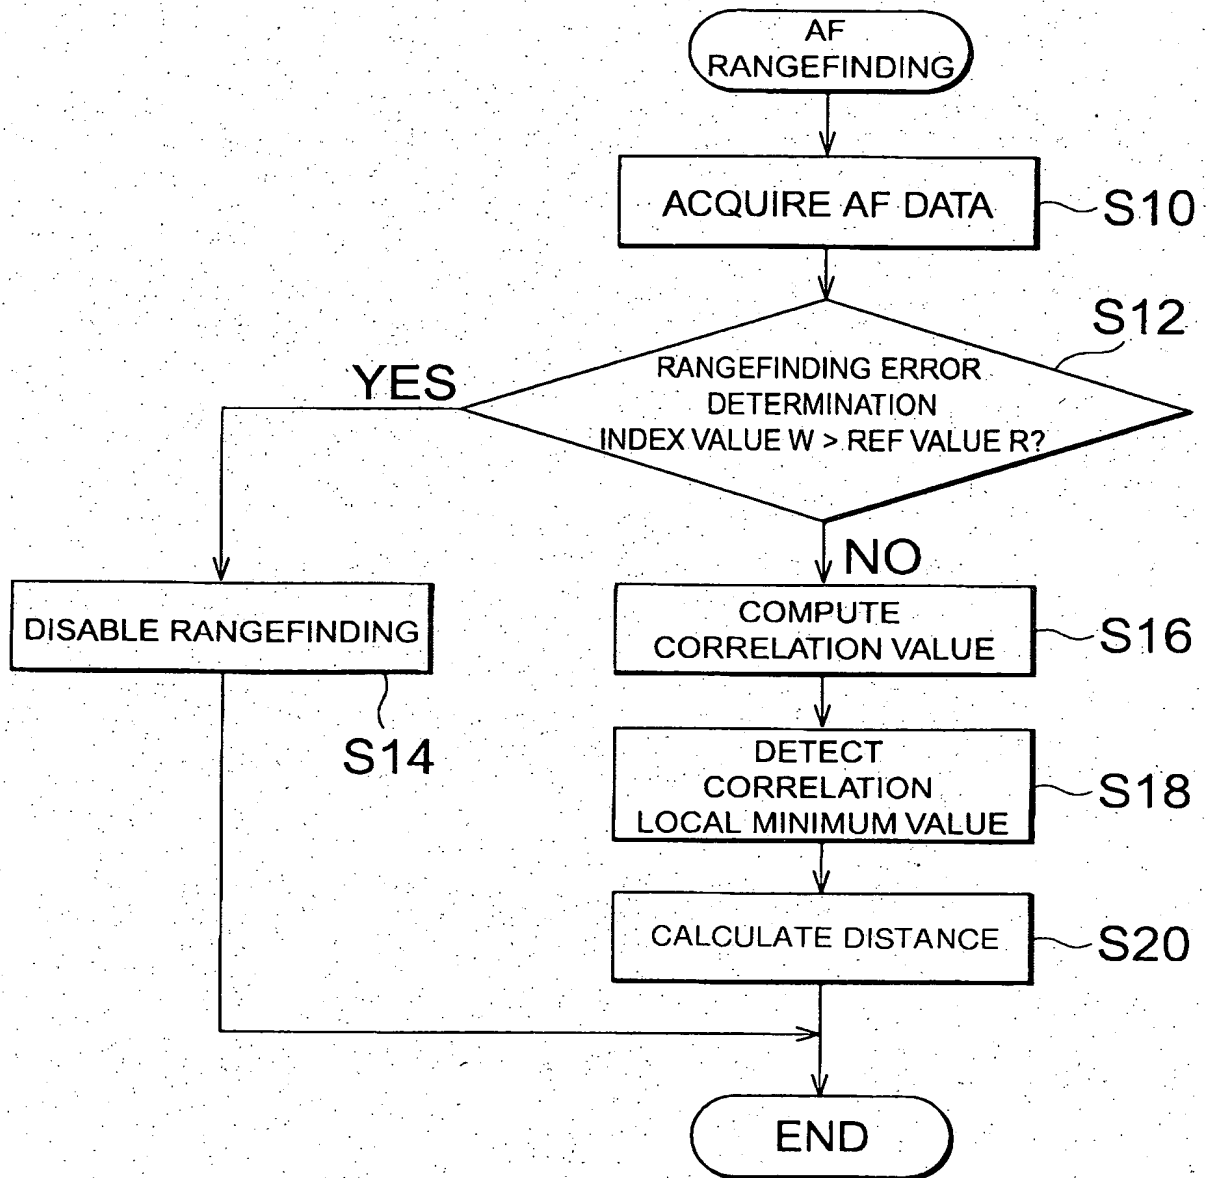 AF
RANGEFINDING
ACQUIRE AF DATA
S10
S12
RANGEFINDING ERROR
DETERMINATION
INDEX VALUE W > REF VALUE R?
YES
NO
DISABLE RANGEFINDING
S14
COMPUTE
CORRELATION VALUE
S16
DETECT
CORRELATION
LOCAL MINIMUM VALUE
S18
CALCULATE DISTANCE
S20
END